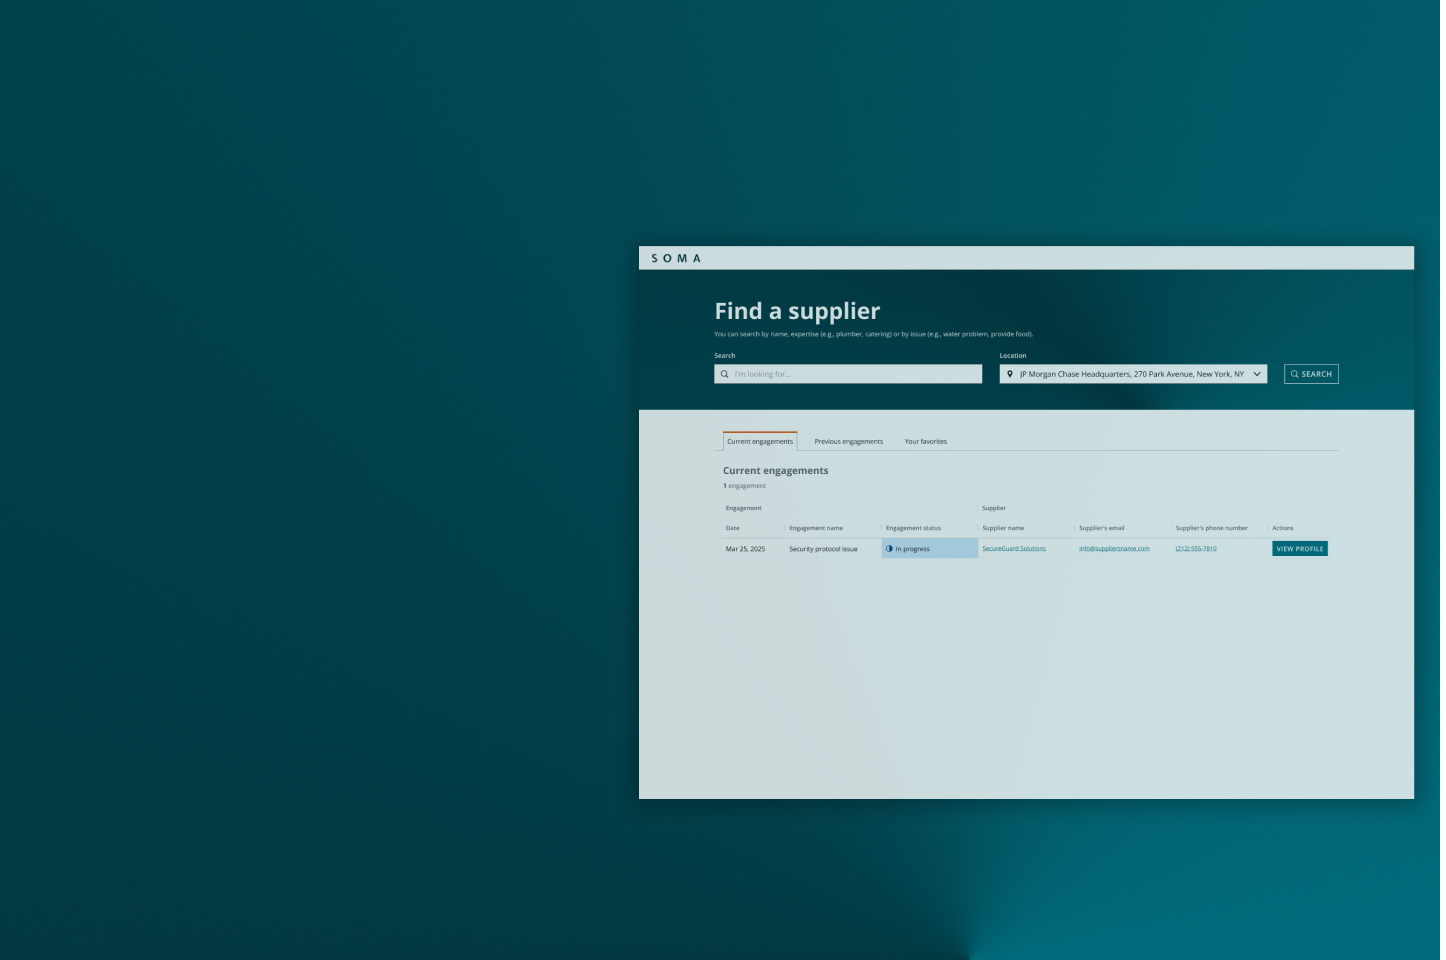 SOMA
Find a supplier
You can search by name, expertise (e.g., plumber, catering) or by issue (e.g., water problem, provide food).
Search
Location
I'm looking for...
JP Morgan Chase Headquarters, 270 Park Avenue, New York, NY
SEARCH
Current engagements
Previous engagements
Your favorites
Current engagements
1 engagement
Engagement
Supplier
Date
Engagement name
Engagement status
Supplier name
Supplier's email
Supplier's phone number
Actions
Mar 25, 2025
Security protocol issue
In progress
SecureGuard Solutions
info@suppliersname.com
(212) 555-7810
VIEW PROFILE